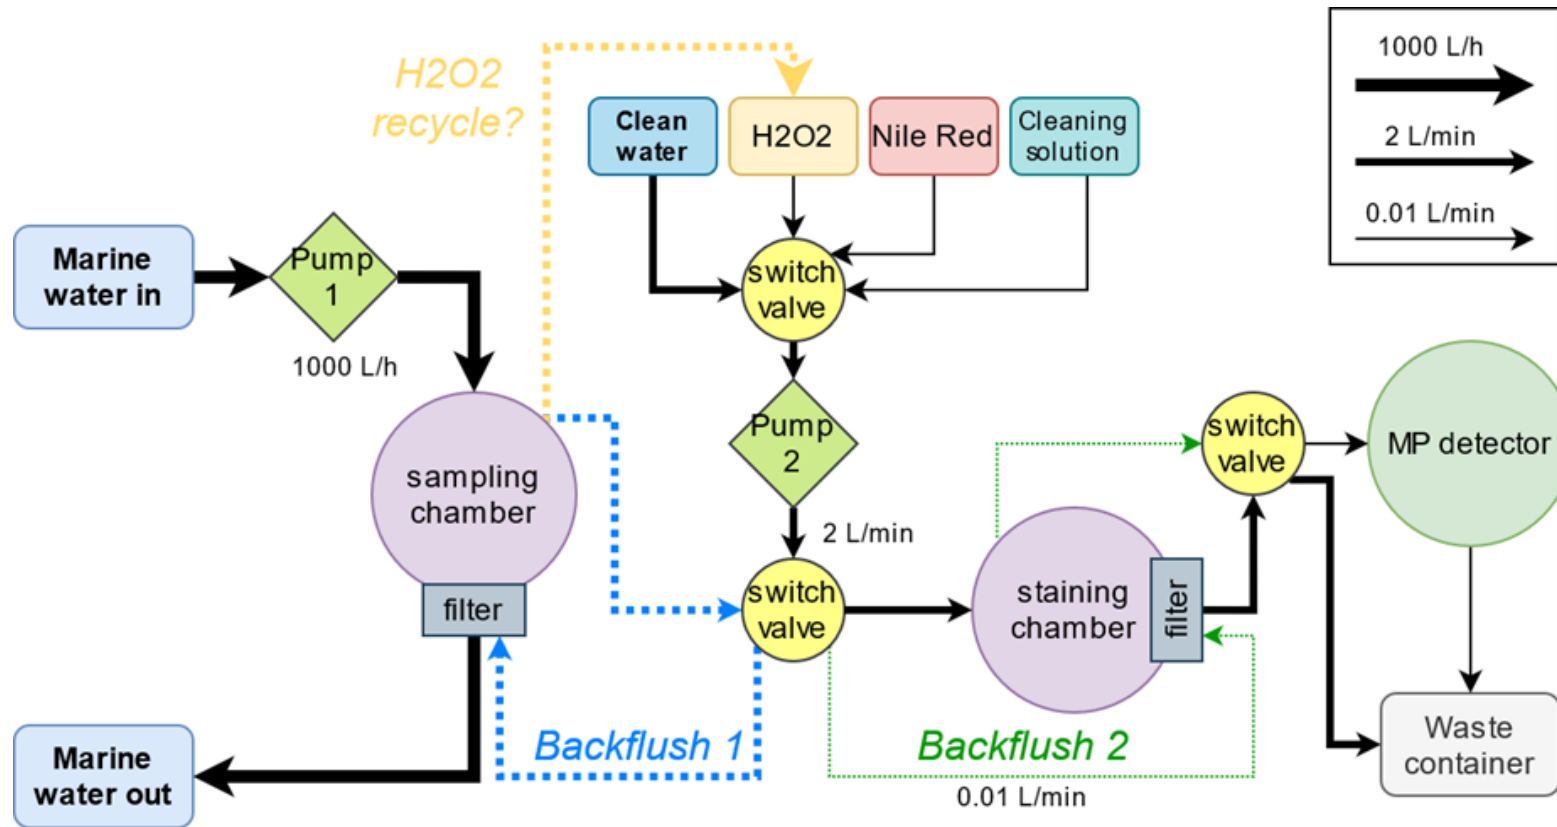 H2O2
recycle?
1000 L/h
2 L/min
0.01 L/min
Clean
water
H2O2
Nile Red
Cleaning
solution
Marine
water in
Pump
1
1000 L/h
switch
valve
sampling
chamber
filter
Pump
2
2 L/min
switch
valve
staining
chamber
filter
switch
valve
MP detector
Backflush 1
Backflush 2
0.01 L/min
Marine
water out
Waste
container